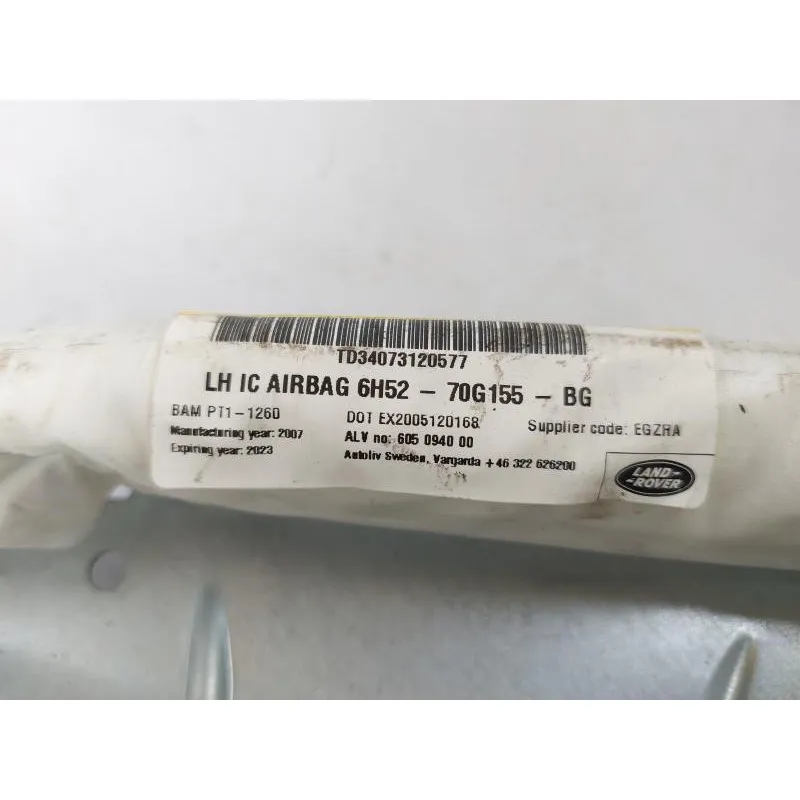 TD34073120577
LH IC AIRBAG 6H52 - 70G155 - BG
BAM PT1-1260
DOT EX2005120168
Supplier code: EGZRA
Manufacturing year: 2007
ALV no: 605 0940 00
Expiring year: 2023
Autoliv Sweden, Vargarda +46 322 626200
LAND-
-ROVER